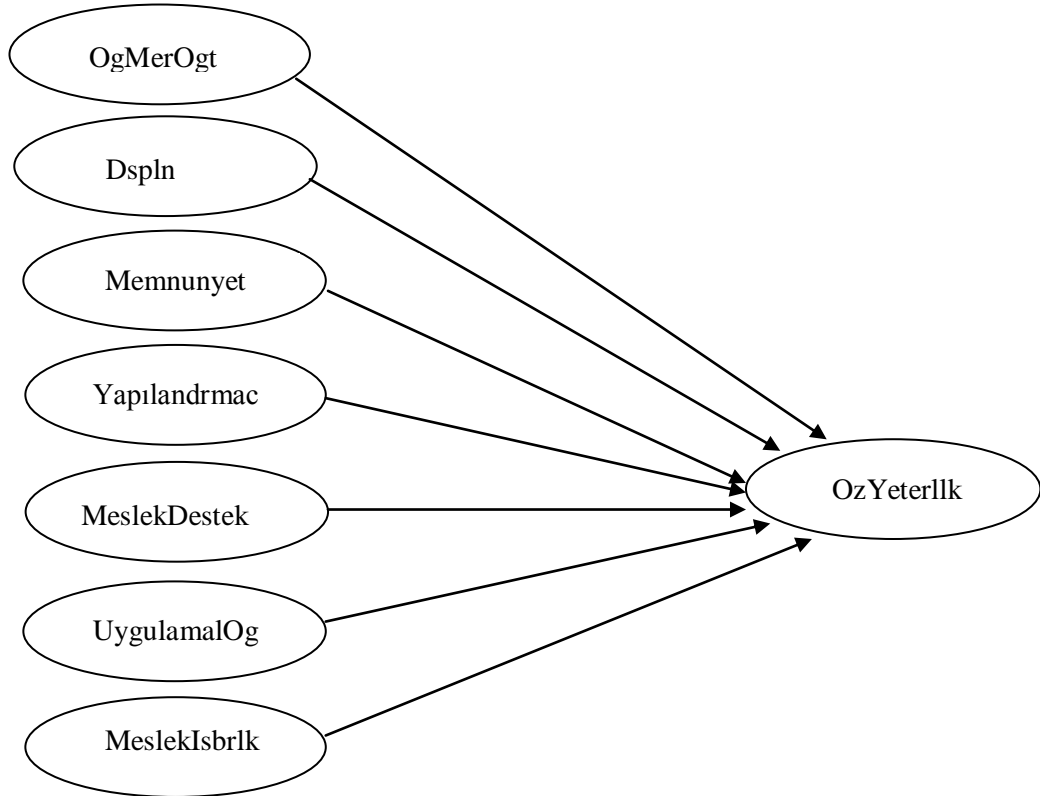 OgMerOgt
Dspln
Memnunyet
Yapılandrmac
MeslekDestek
UygulamalOg
MeslekIsbrlk
OzYeterllk